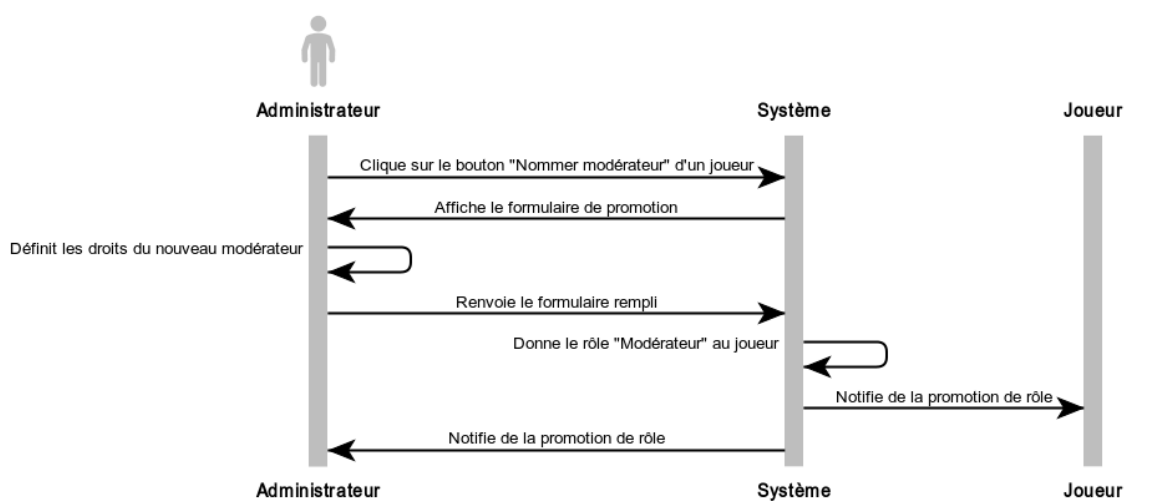 Administrateur
Système
Joueur
Clique sur le bouton "Nommer modérateur" d'un joueur
Affiche le formulaire de promotion
Définit les droits du nouveau modérateur
Renvoie le formulaire rempli
Donne le rôle "Modérateur" au joueur
Notifie de la promotion de rôle
Notifie de la promotion de rôle
Administrateur
Système
Joueur